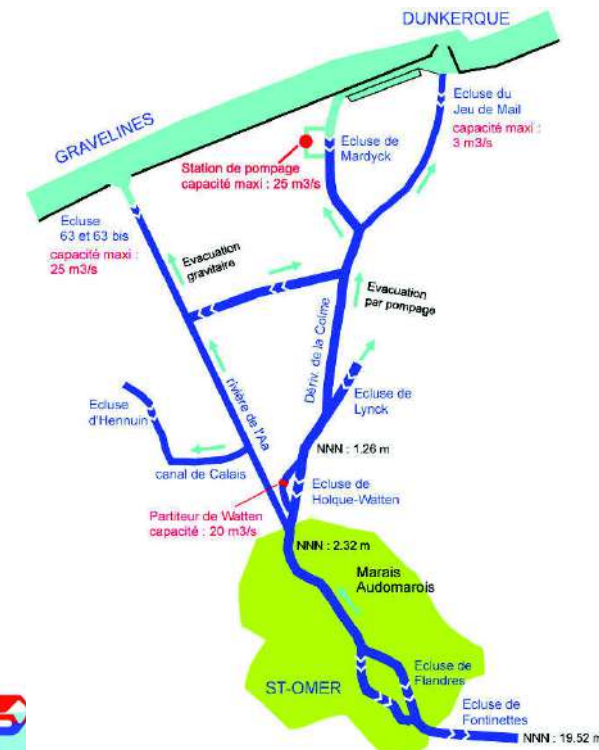 DUNKERQUE
Ecluse du
Jeu de Mail
capacité maxi :
3 m3/s
GRAVELINES
Ecluse de
Mardyck
Station de pompage
capacité maxi : 25 m3/s
Ecluse
63 et 63 bis
capacité maxi :
25 m3/s
Evacuation
gravitaire
Evacuation
par pompage
Dériv. de la Colme
rivière de l'Aa
Ecluse de
Lynck
Ecluse
d'Hennuin
canal de Calais
NNN : 1.26 m
Ecluse de
Holque-Watten
Partiteur de Watten
capacité : 20 m3/s
NNN : 2.32 m
Marais
Audomarois
ST-OMER
Ecluse de
Flandres
Ecluse de
Fontinettes
NNN : 19.52 m